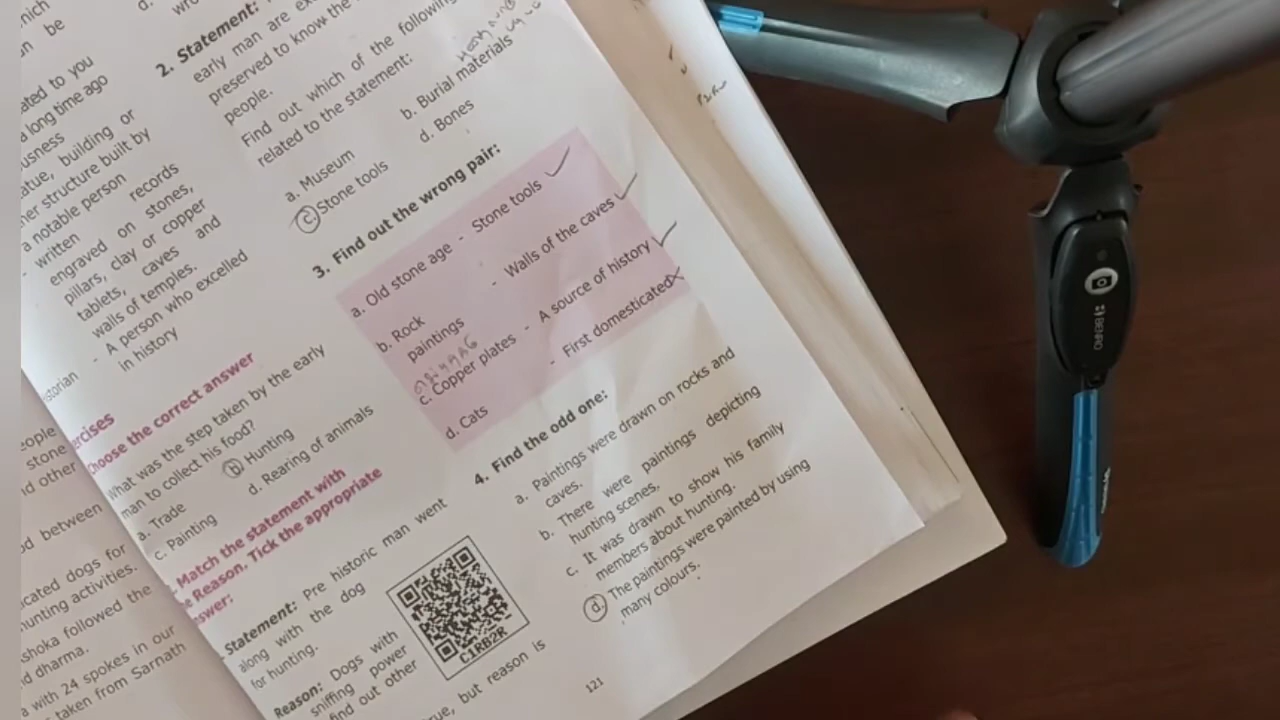 ated to you
a long time ago
usness
atue, building or
her structure built by
a notable person
- written records
engraved on stones,
pillars, clay or copper
tablets, caves and
walls of temples.
- A person who excelled
in history
Choose the correct answer
What was the step taken by the early
man to collect his food?
a. Trade
b Hunting
c. Painting
d. Rearing of animals
Match the statement with
Reason. Tick the appropriate
swer:
Statement: Pre historic man went
along with the dog
for hunting.
Reason: Dogs with
sniffing power
find out other
C1RB2R
true, but reason is
2. Statement:
early man are
preserved to know the
people.
Find out which of the following
related to the statement:
a. Museum
b. Burial materials
c Stone tools
d. Bones
3. Find out the wrong pair:
a. Old stone age - Stone tools
b. Rock - Walls of the caves
paintings
c. Copper plates - A source of history
d. Cats - First domesticated
4. Find the odd one:
a. Paintings were drawn on rocks and
caves.
b. There were paintings depicting
hunting scenes.
c. It was drawn to show his family
members about hunting.
d. The paintings were painted by using
many colours.
121
people
stone
nd other
between
cated dogs for
hunting activities.
shoka followed the
d dharma.
with 24 spokes in our
taken from Sarnath
BENRO